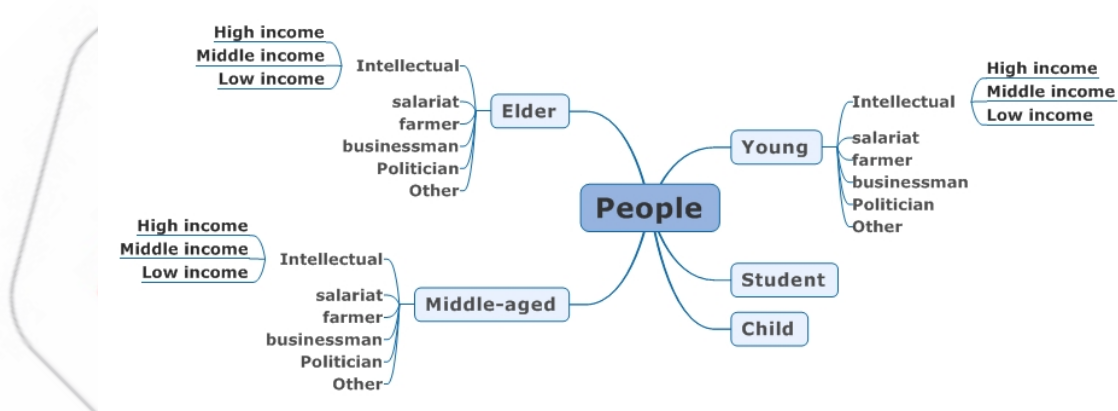 People
Elder
Intellectual
High income
Middle income
Low income
salariat
farmer
businessman
Politician
Other
Middle-aged
Intellectual
High income
Middle income
Low income
salariat
farmer
businessman
Politician
Other
Young
Intellectual
High income
Middle income
Low income
salariat
farmer
businessman
Politician
Other
Student
Child